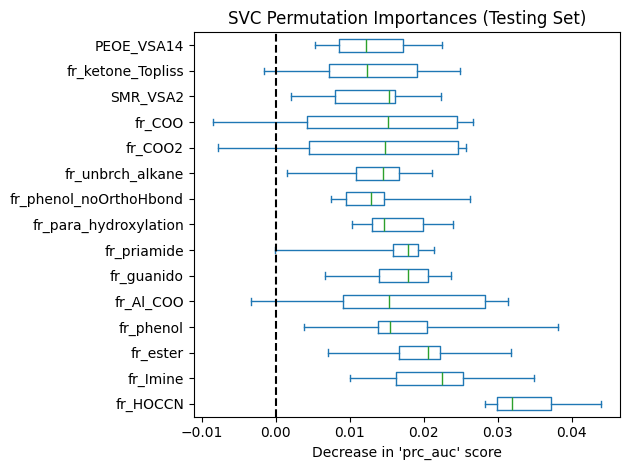 SVC Permutation Importances (Testing Set)
PEOE_VSA14
fr_ketone_Topliss
SMR_VSA2
fr_COO
fr_COO2
fr_unbrch_alkane
fr_phenol_noOrthoHbond
fr_para_hydroxylation
fr_priamide
fr_guanido
fr_Al_COO
fr_phenol
fr_ester
fr_Imine
fr_HOCCN
−0.01 0.00 0.01 0.02 0.03 0.04
Decrease in 'prc_auc' score